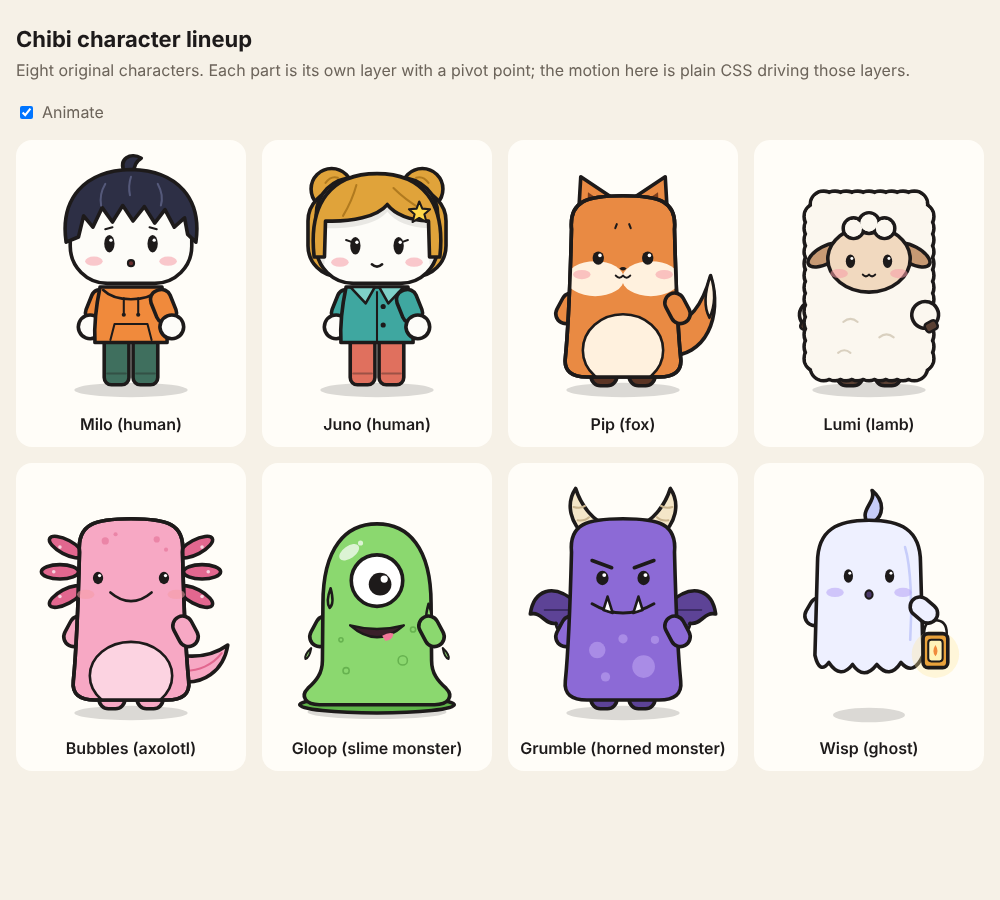 Chibi character lineup
Eight original characters. Each part is its own layer with a pivot point; the motion here is plain CSS driving those layers.
Animate
Milo (human)
Juno (human)
Pip (fox)
Lumi (lamb)
Bubbles (axolotl)
Gloop (slime monster)
Grumble (horned monster)
Wisp (ghost)